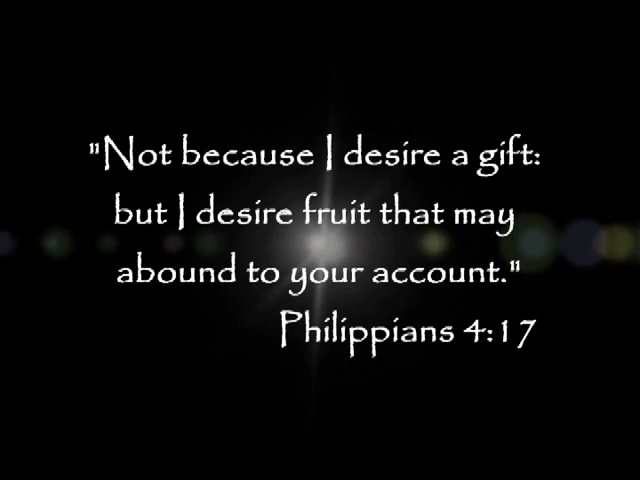 "Not because I desire a gift:
but I desire fruit that may
abound to your account."
Philippians 4:17